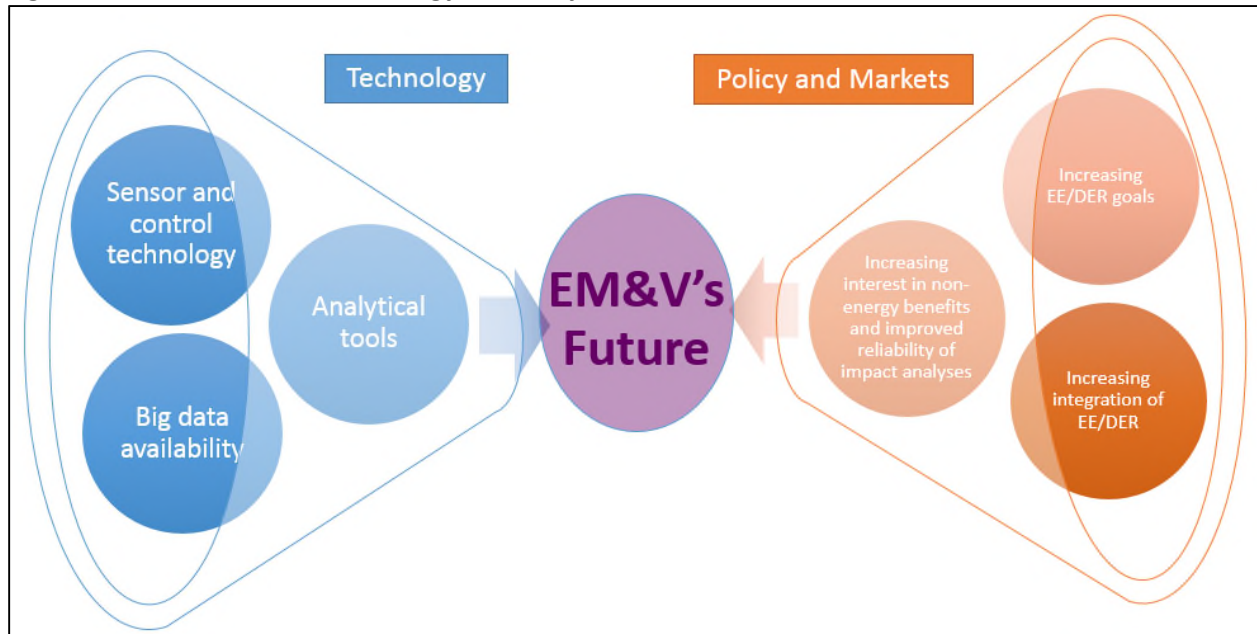 Technology
Policy and Markets
Sensor and
control
technology
Big data
availability
Analytical
tools
EM&V's
Future
Increasing
interest in non-
energy benefits
and improved
reliability of
impact analyses
Increasing
EE/DER goals
Increasing
integration of
EE/DER